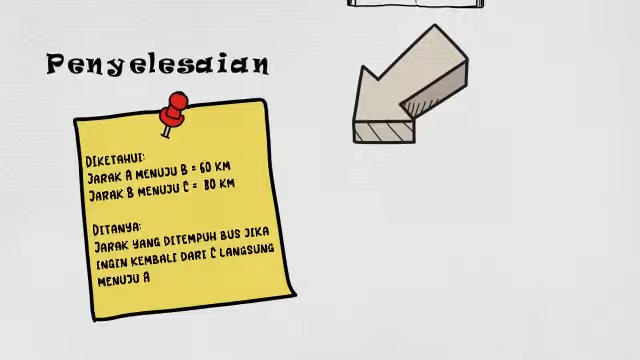 Penyelesaian
DIKETAHUI:
JARAK A MENUJU B = 60 KM
JARAK B MENUJU C = 80 KM
DITANYA:
JARAK YANG DITEMPUH BUS JIKA
INGIN KEMBALI DARI C LANGSUNG
MENUJU A